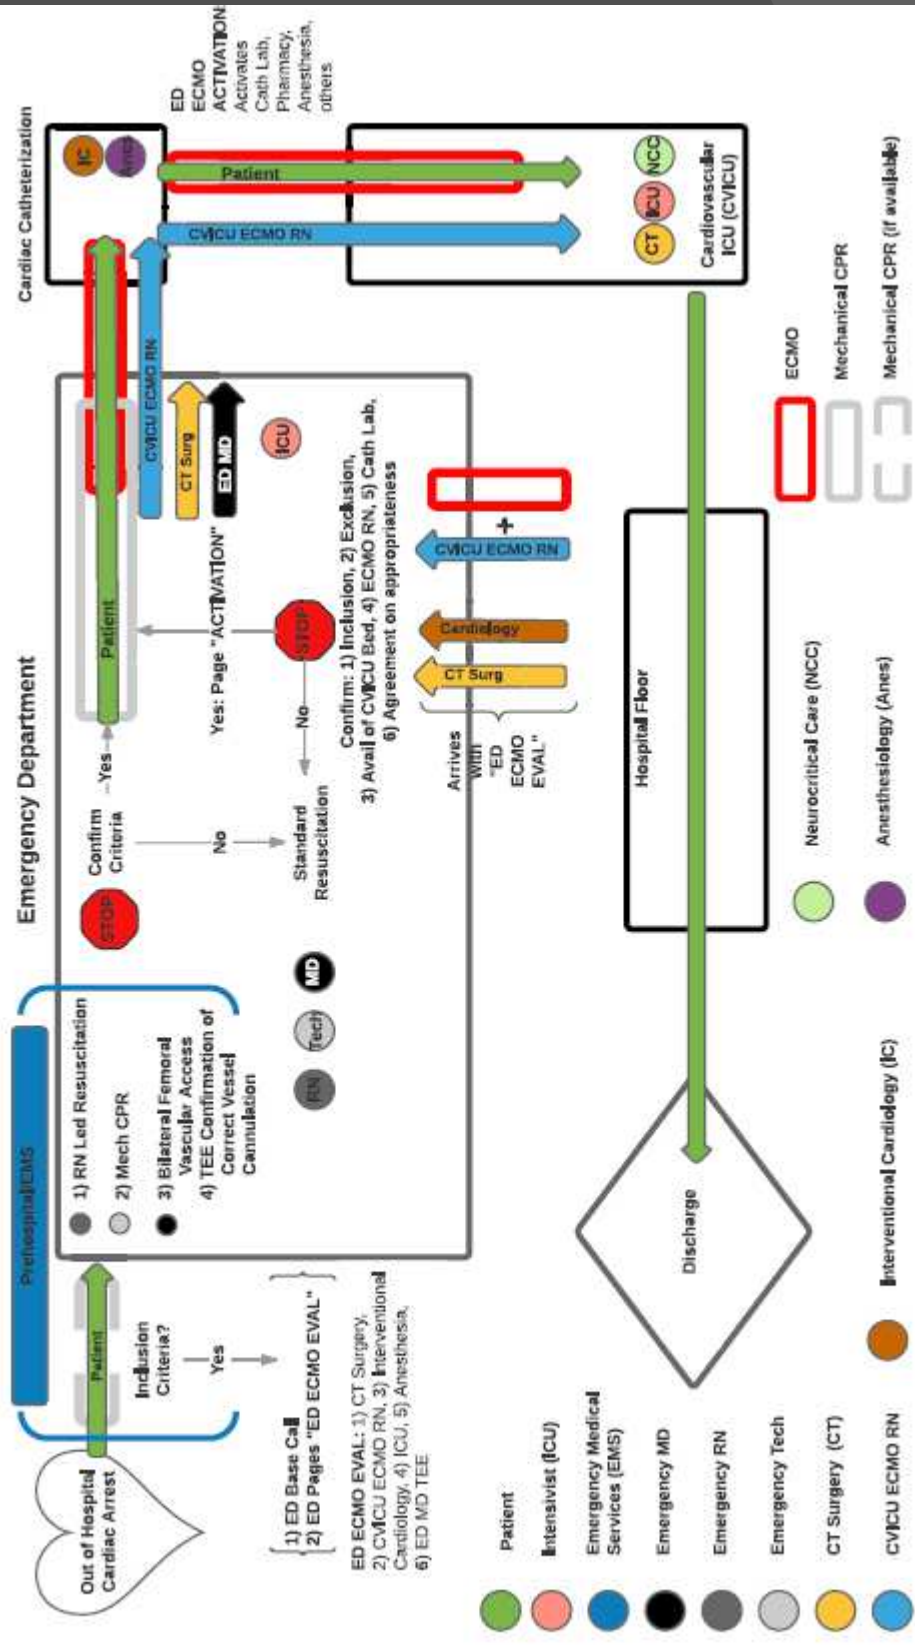 Out of Hospital
Cardiac Arrest
Prehospital/EMS
Patient
Inclusion
Criteria?
Yes
1) ED Base Call
2) ED Pages "ED ECMO EVAL"
ED ECMO EVAL: 1) CT Surgery,
2) CVICU ECMO RN, 3) Interventional
Cardiology, 4) ICU, 5) Anesthesia,
6) ED MD TEE
Emergency Department
1) RN Led Resuscitation
2) Mech CPR
3) Bilateral Femoral
Vascular Access
4) TEE Confirmation of
Correct Vessel
Cannulation
RN
Tech
MD
STOP
Confirm
Criteria
Yes
No
Standard
Resuscitation
Patient
Yes: Page "ACTIVATION"
STOP
No
Confirm: 1) Inclusion, 2) Exclusion,
3) Avail of CVICU Bed, 4) ECMO RN, 5) Cath Lab,
6) Agreement on appropriateness
CVICU ECMO RN
CT Surg
ED MD
ICU
Arrives
with
"ED
ECMO
EVAL"
CT Surg
Cardiology
CVICU ECMO RN
+
Cardiac Catheterization
IC
Anes
ED
ECMO
ACTIVATION:
Activates
Cath Lab,
Pharmacy,
Anesthesia,
others
Patient
CVICU ECMO RN
CT
ICU
NCC
Cardiovascular
ICU (CVICU)
Hospital Floor
Discharge
Patient
Intensivist (ICU)
Emergency Medical
Services (EMS)
Emergency MD
Emergency RN
Emergency Tech
CT Surgery (CT)
CVICU ECMO RN
Interventional Cardiology (IC)
Neurocritical Care (NCC)
Anesthesiology (Anes)
ECMO
Mechanical CPR
Mechanical CPR (if available)